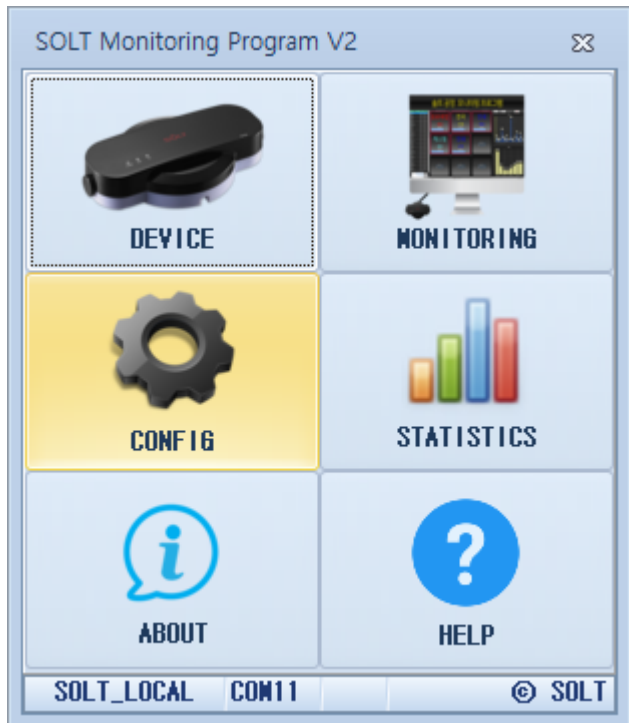 SOLT Monitoring Program V2
DEVICE
MONITORING
CONFIG
STATISTICS
ABOUT
HELP
SOLT_LOCAL COM11 © SOLT